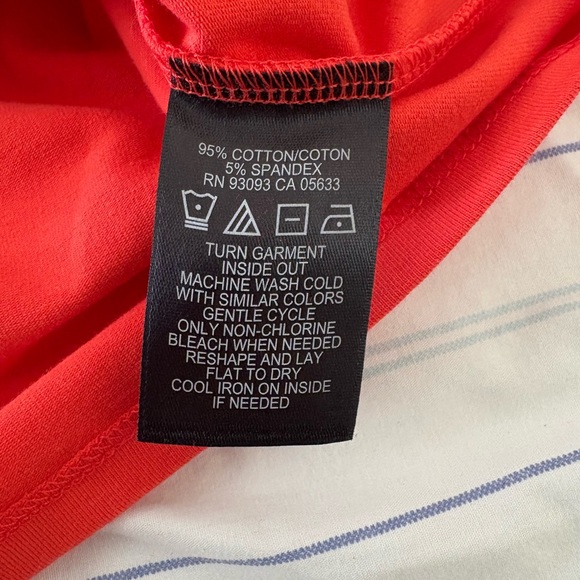 95% COTTON/COTON
5% SPANDEX
RN 93093 CA 05633
TURN GARMENT
INSIDE OUT
MACHINE WASH COLD
WITH SIMILAR COLORS
GENTLE CYCLE
ONLY NON-CHLORINE
BLEACH WHEN NEEDED
RESHAPE AND LAY
FLAT TO DRY
COOL IRON ON INSIDE
IF NEEDED